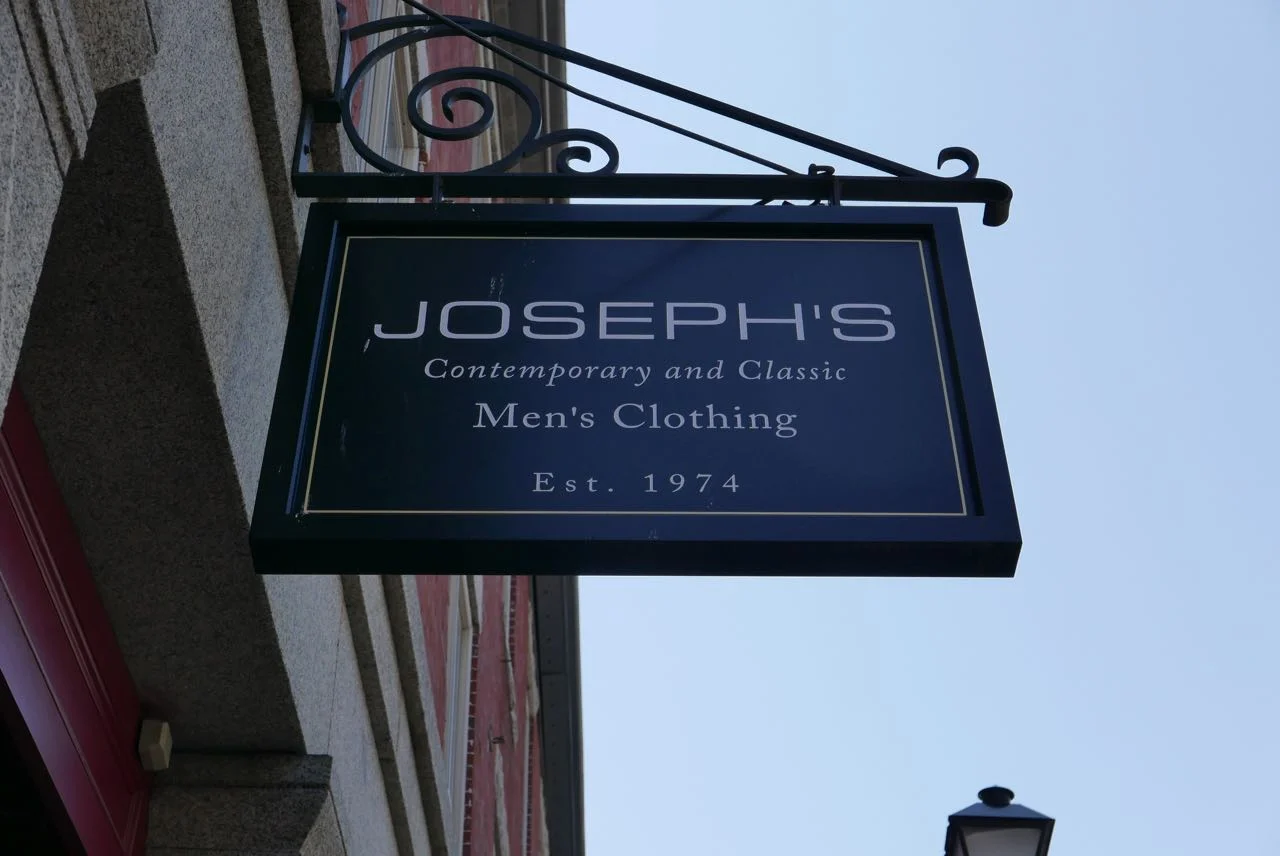 JOSEPH'S
Contemporary and Classic
Men's Clothing
Est. 1974